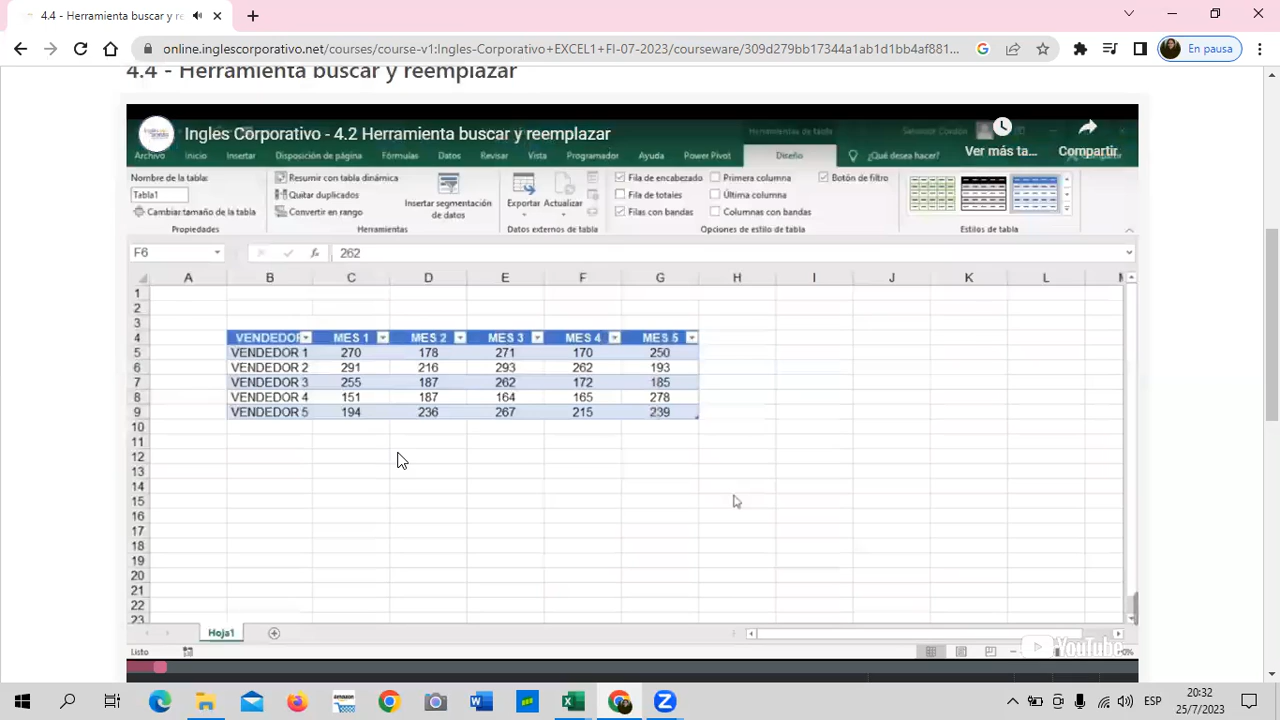 4.4 - Herramienta buscar y r
En pausa
online.inglescorporativo.net/courses/course-v1:Ingles-Corporativo+EXCEL1+FI-07-2023/courseware/309d279bb17344a1ab1d1bb4af881...
4.4 - Herramienta buscar y reemplazar
Ingles Corporativo - 4.2 Herramienta buscar y reemplazar
Herramientas de tabla
Ver más ta...
Compartir
Archivo Inicio Insertar Disposición de página Fórmulas Datos Revisar Vista Programador Ayuda Power Pivot Diseño ¿Qué desea hacer?
Nombre de la tabla:
Tabla1
Cambiar tamaño de la tabla
Propiedades
Resumir con tabla dinámica
Quitar duplicados
Convertir en rango
Insertar segmentación de datos
Herramientas
Exportar Actualizar
Datos externos de tabla
Fila de encabezado Primera columna Botón de filtro
Fila de totales Última columna
Filas con bandas Columnas con bandas
Opciones de estilo de tabla
Estilos de tabla
F6 fx 262
A B C D E F G H I J K L
1
2
3
4 VENDEDOR MES 1 MES 2 MES 3 MES 4 MES 5
5 VENDEDOR 1 270 178 271 170 250
6 VENDEDOR 2 291 216 293 262 193
7 VENDEDOR 3 255 187 262 172 185
8 VENDEDOR 4 151 187 164 165 278
9 VENDEDOR 5 194 236 267 215 239
10
11
12
13
14
15
16
17
18
19
20
21
22
23
Hoja1
Listo
YouTube
ESP
20:32
25/7/2023